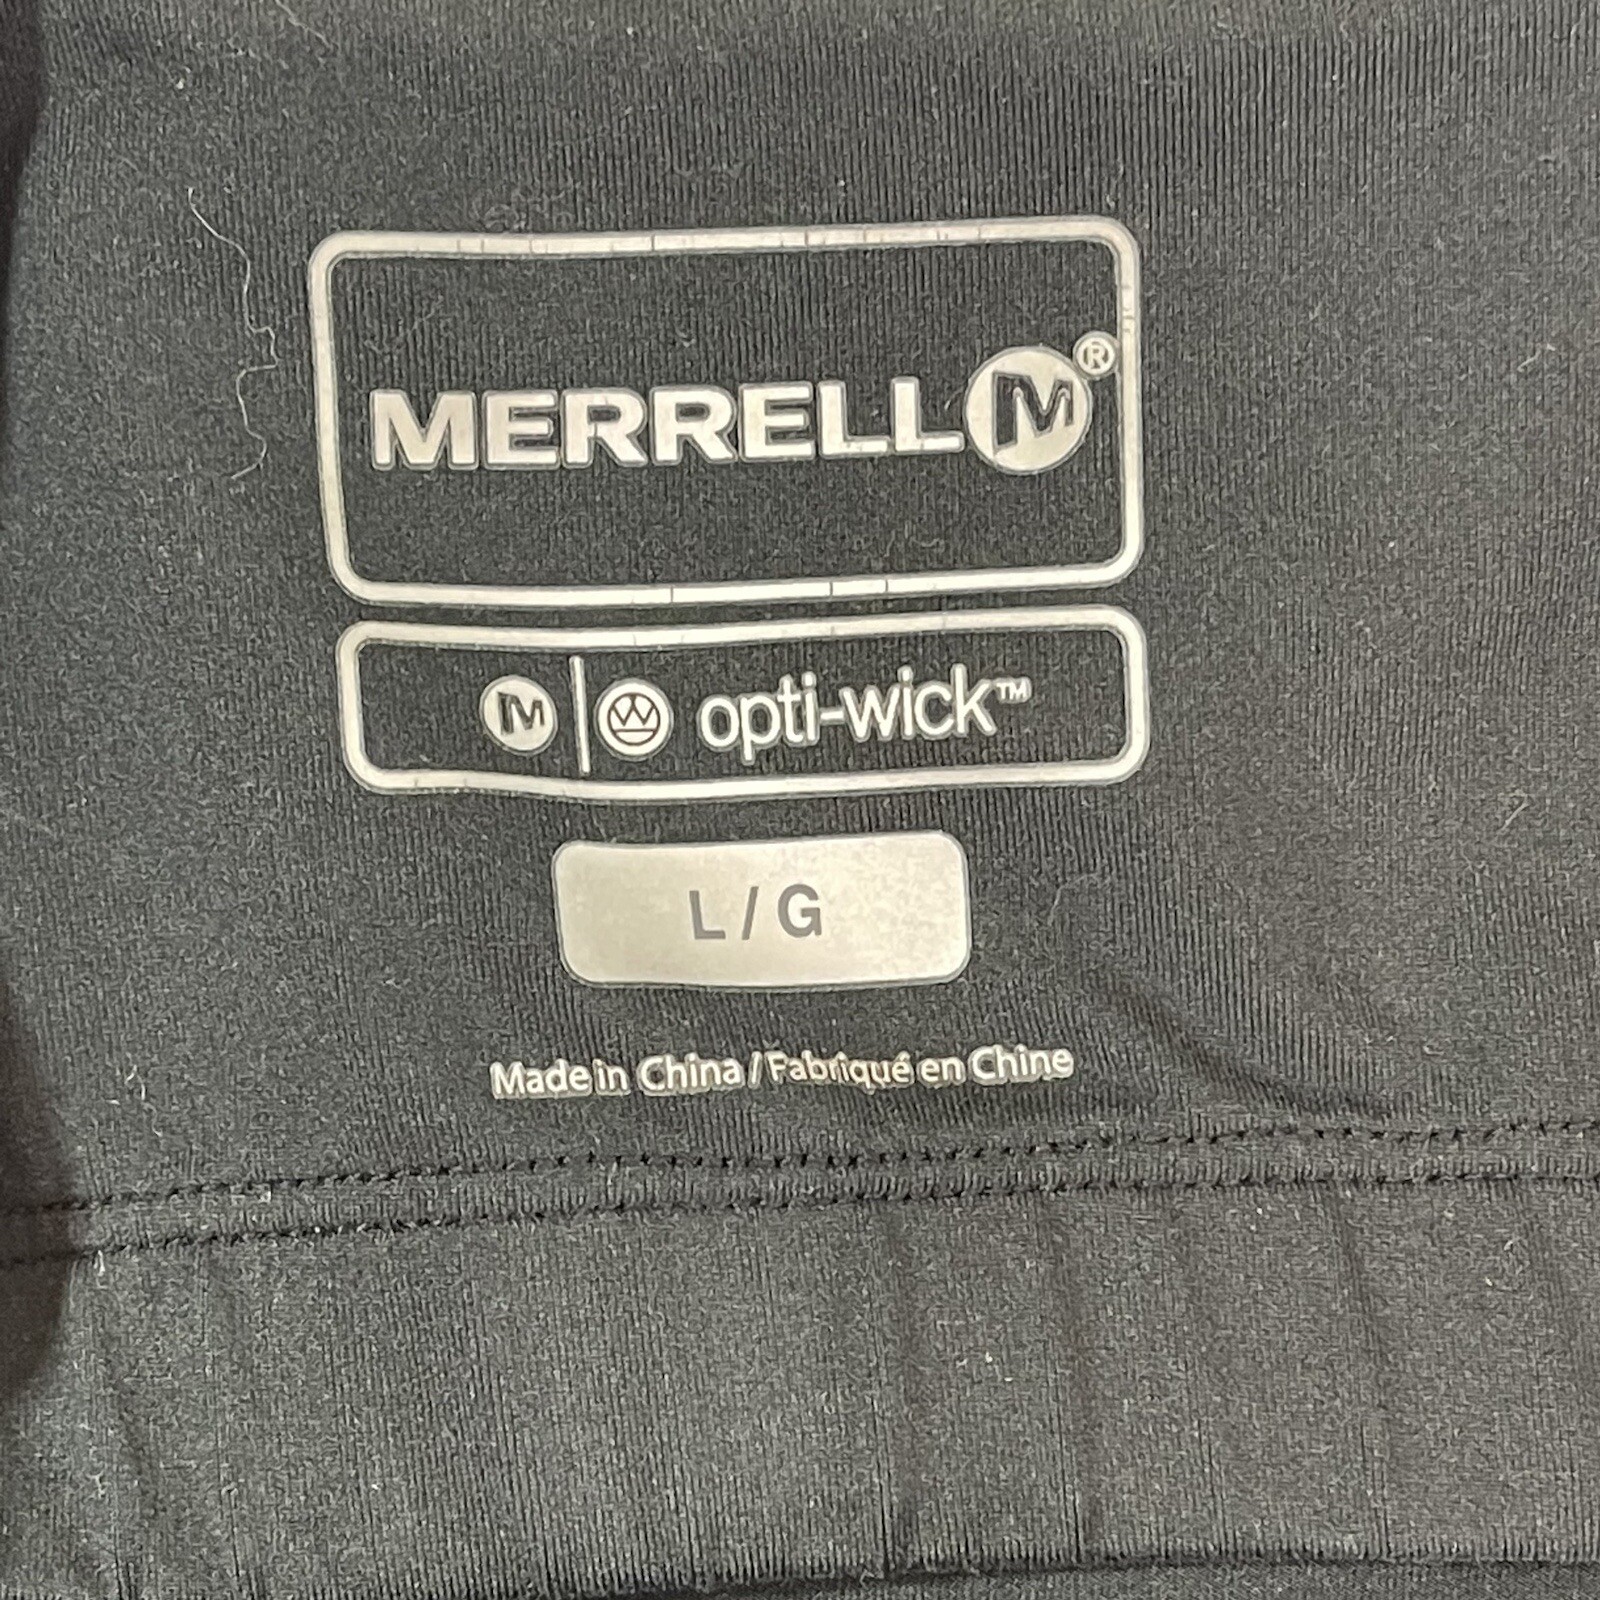 MERRELL M®
M | W opti-wick™
L / G
Made in China / Fabriqué en Chine